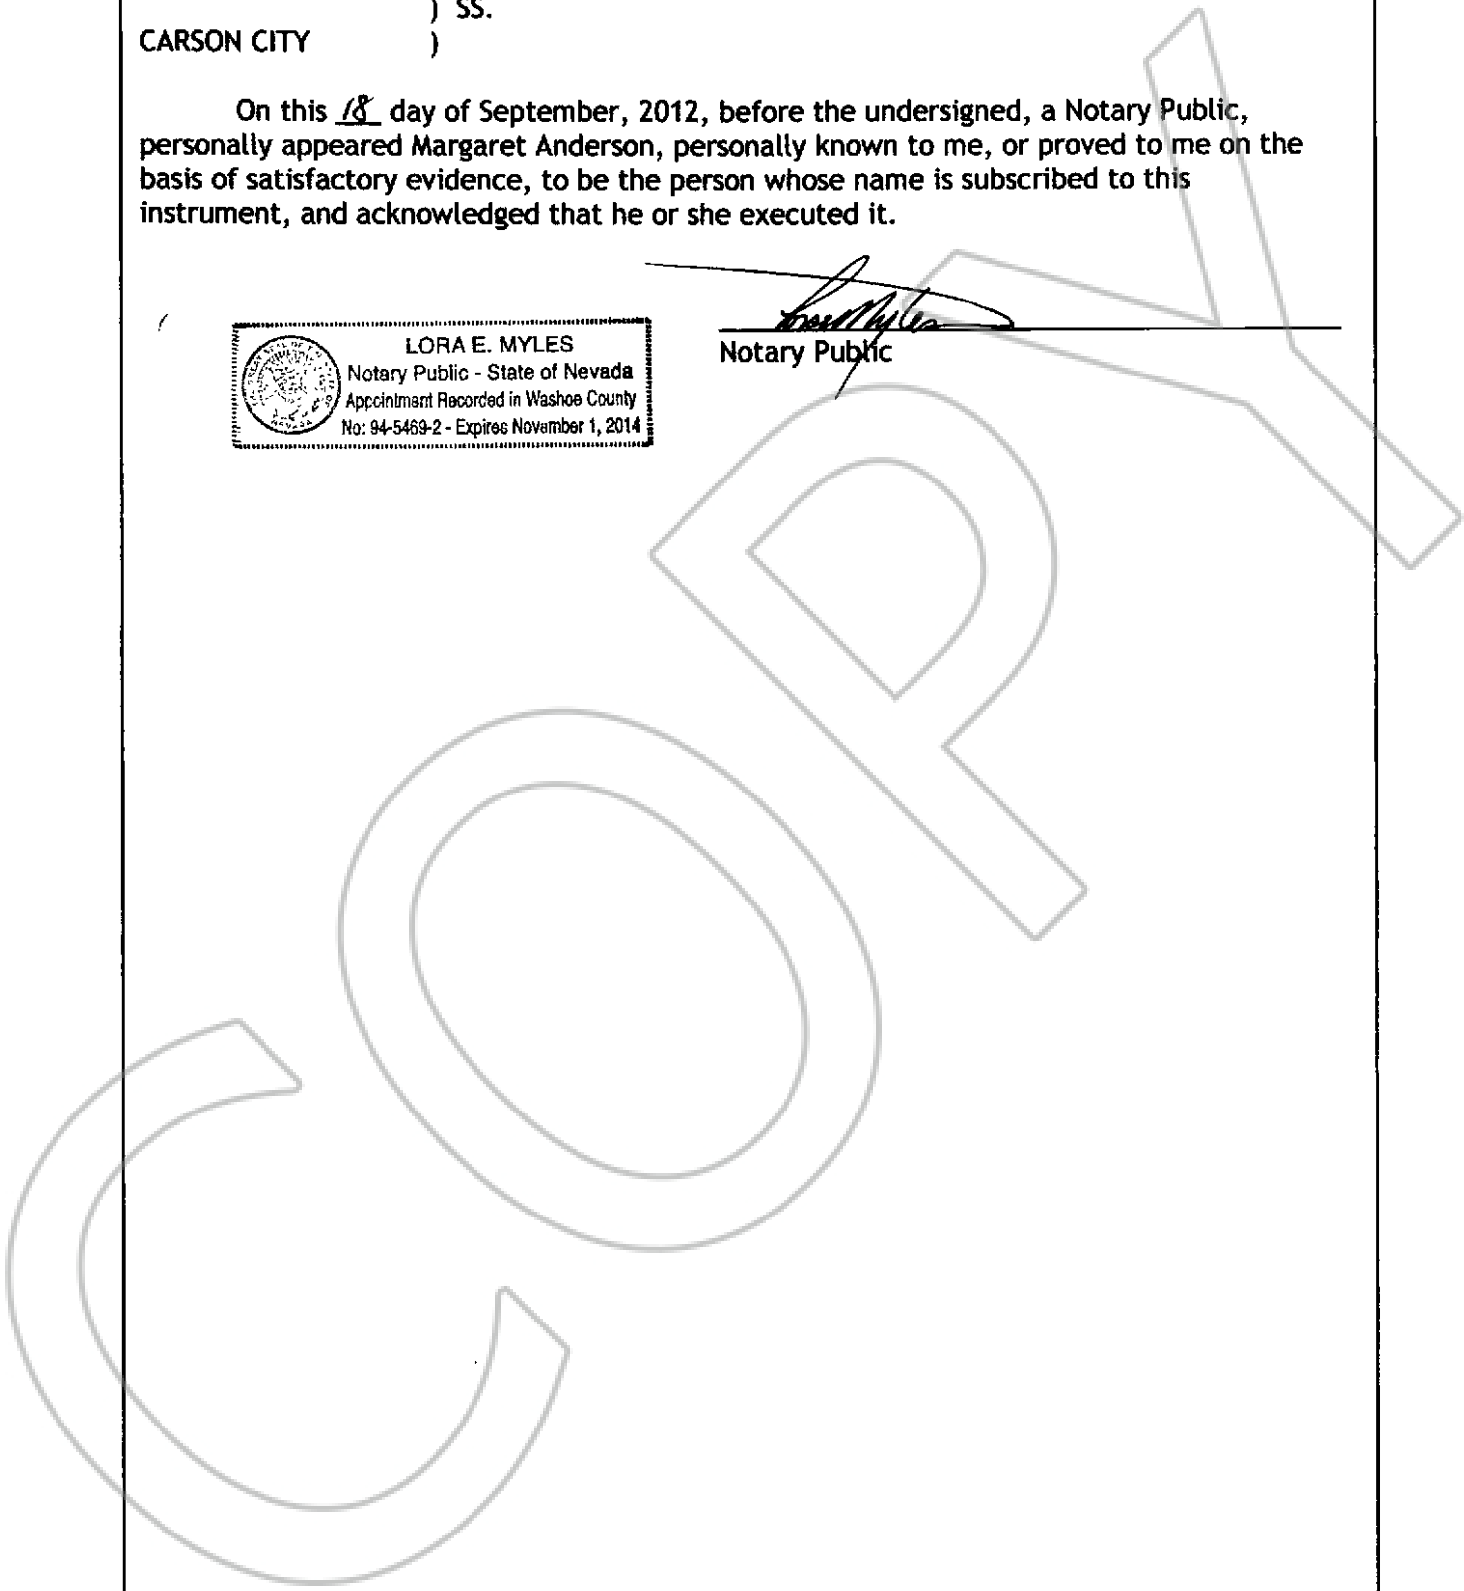 ) SS.
CARSON CITY )
On this 18 day of September, 2012, before the undersigned, a Notary Public,
personally appeared Margaret Anderson, personally known to me, or proved to me on the
basis of satisfactory evidence, to be the person whose name is subscribed to this
instrument, and acknowledged that he or she executed it.
Lora Myles
Notary Public
LORA E. MYLES
Notary Public - State of Nevada
Appointment Recorded in Washoe County
No: 94-5469-2 - Expires November 1, 2014
COPY